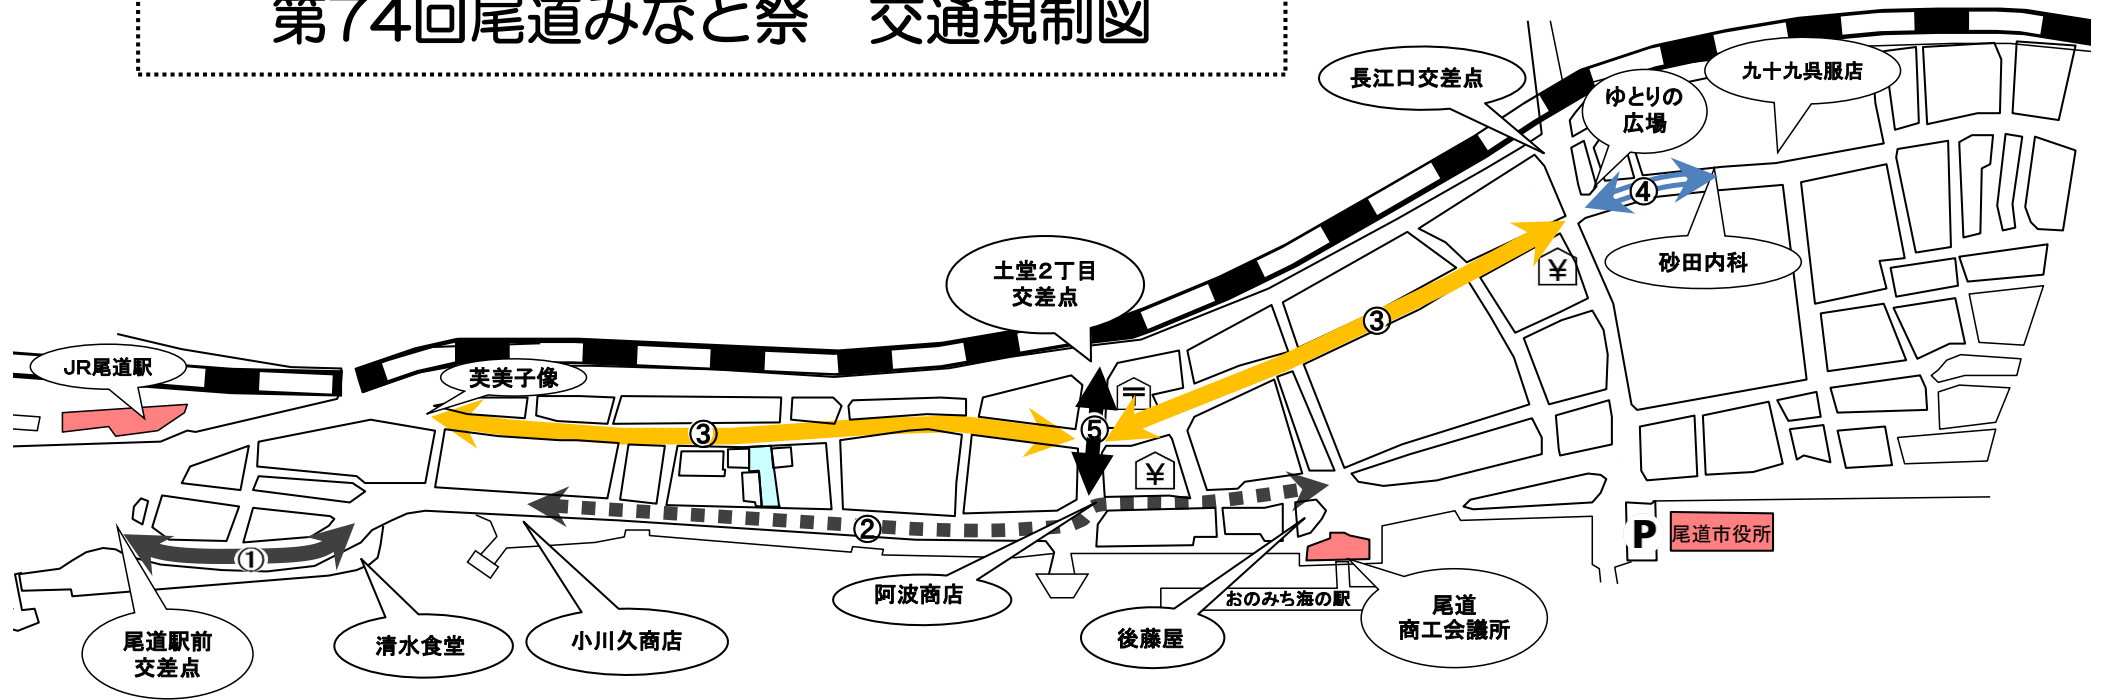 第74回尾道みなと祭　交通規制図
長江口交差点
ゆとりの
広場
九十九呉服店
④
砂田内科
土堂2丁目
交差点
¥
③
JR尾道駅
芙美子像
〒
③
⑤
¥
②
①
P
尾道市役所
阿波商店
おのみち海の駅
尾道
商工会議所
後藤屋
小川久商店
清水食堂
尾道駅前
交差点